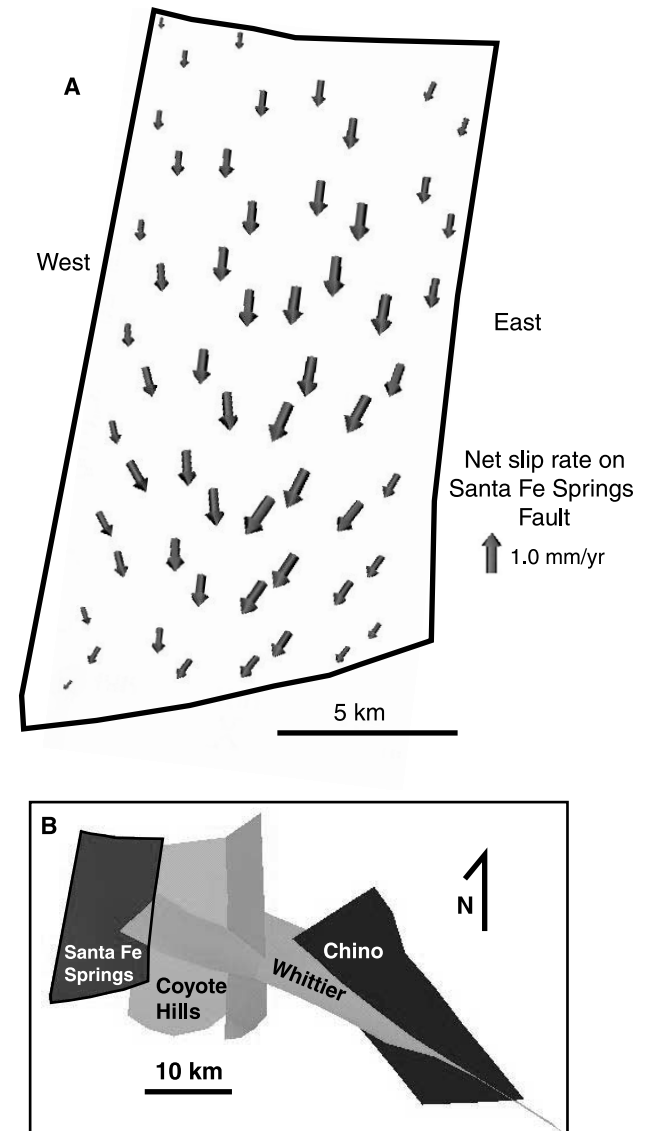 A
West
East
Net slip rate on
Santa Fe Springs
Fault
1.0 mm/yr
5 km
B
N
Santa Fe
Springs
Coyote
Hills
Whittier
Chino
10 km